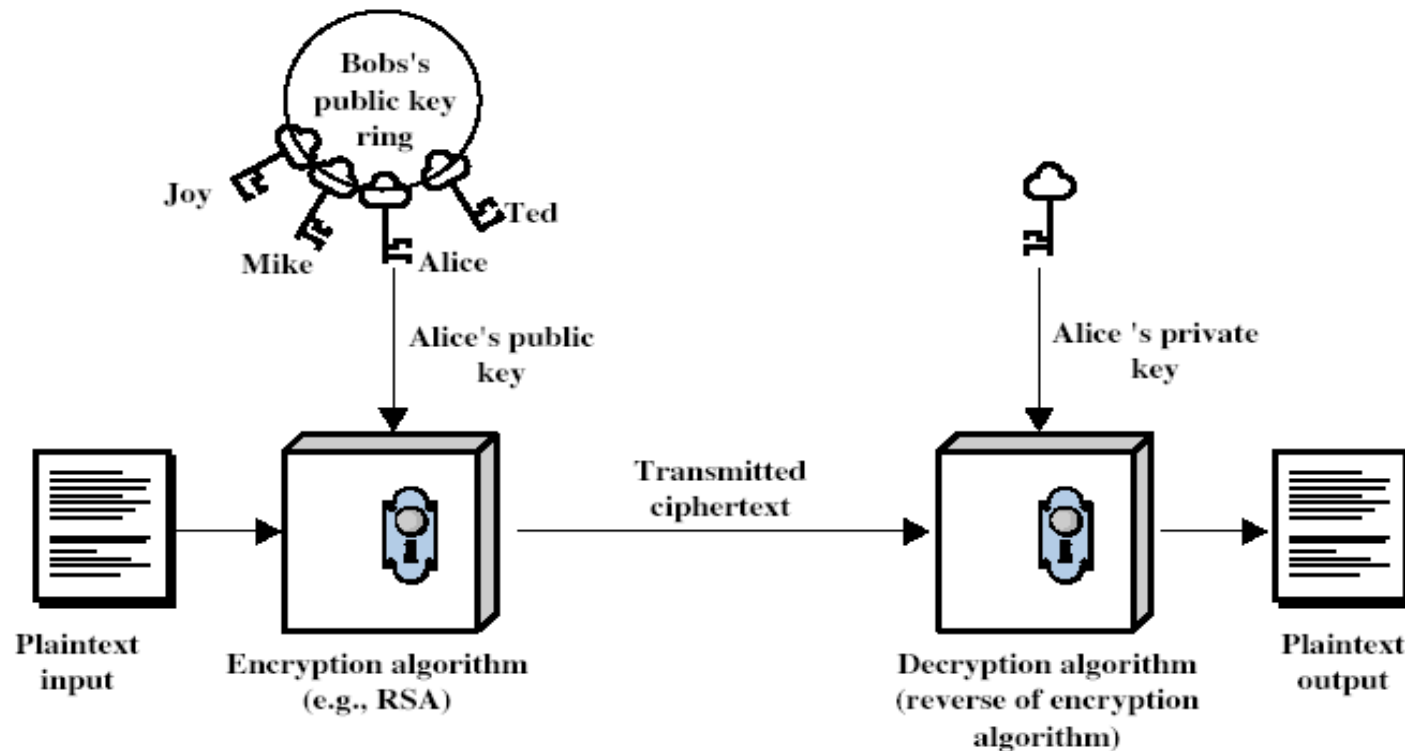 Bobs's
public key
ring
Joy
Mike
Alice
Ted
Alice's public
key
Alice 's private
key
Transmitted
ciphertext
Plaintext
input
Encryption algorithm
(e.g., RSA)
Decryption algorithm
(reverse of encryption
algorithm)
Plaintext
output